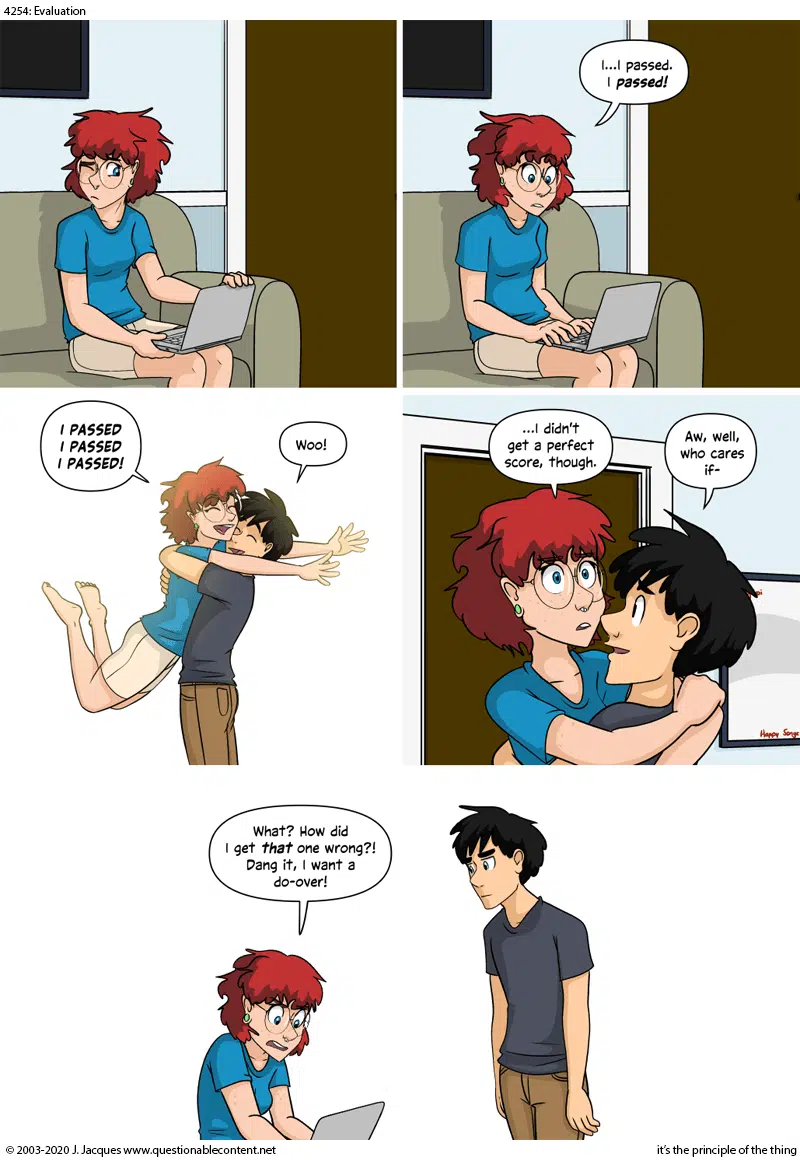 4254: Evaluation
I...I passed.
I passed!
I PASSED
I PASSED
I PASSED!
Woo!
...I didn't
get a perfect
score, though.
Aw, well,
who cares
if-
Happy Songs
What? How did
I get that one wrong?!
Dang it, I want a
do-over!
© 2003-2020 J. Jacques www.questionablecontent.net
it's the principle of the thing